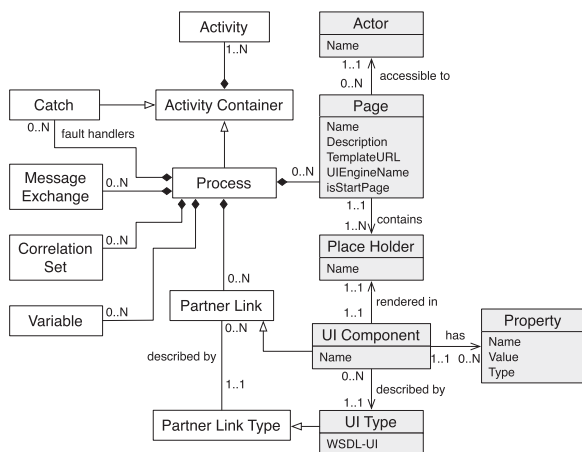 Activity
1..N
Actor
Name
1..1
accessible to
0..N
Catch
0..N
fault handlers
Activity Container
Page
Name
Description
TemplateURL
UIEngineName
isStartPage
Message
Exchange
0..N
Process
0..N
1..1
contains
1..N
Correlation
Set
0..N
Place Holder
Name
0..N
1..1
rendered in
1..1
Variable
0..N
Partner Link
0..N
UI Component
Name
has
1..1
0..N
Property
Name
Value
Type
described by
1..1
0..N
described by
1..1
Partner Link Type
UI Type
WSDL-UI